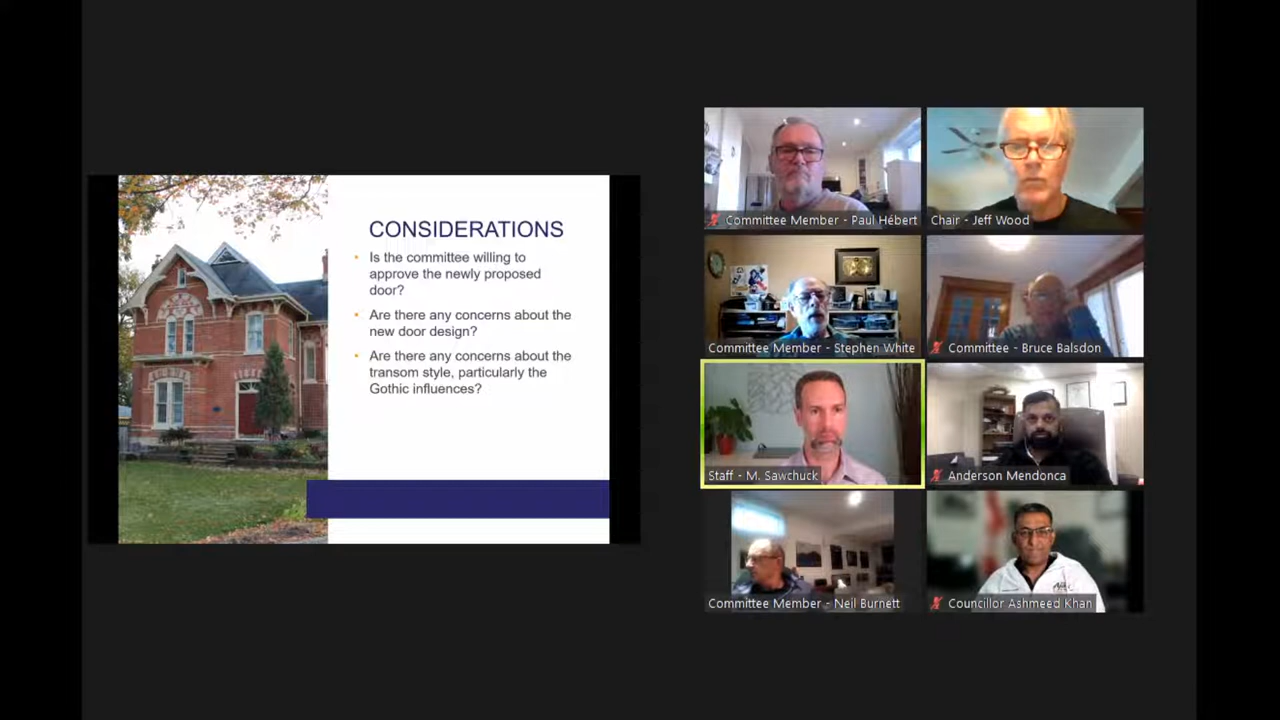 CONSIDERATIONS
• Is the committee willing to
approve the newly proposed
door?
• Are there any concerns about the
new door design?
• Are there any concerns about the
transom style, particularly the
Gothic influences?
Committee Member - Paul Hébert
Chair - Jeff Wood
Committee Member - Stephen White
Committee - Bruce Balsdon
Staff - M. Sawchuck
Anderson Mendonca
Committee Member - Neil Burnett
Councillor Ashmeed Khan